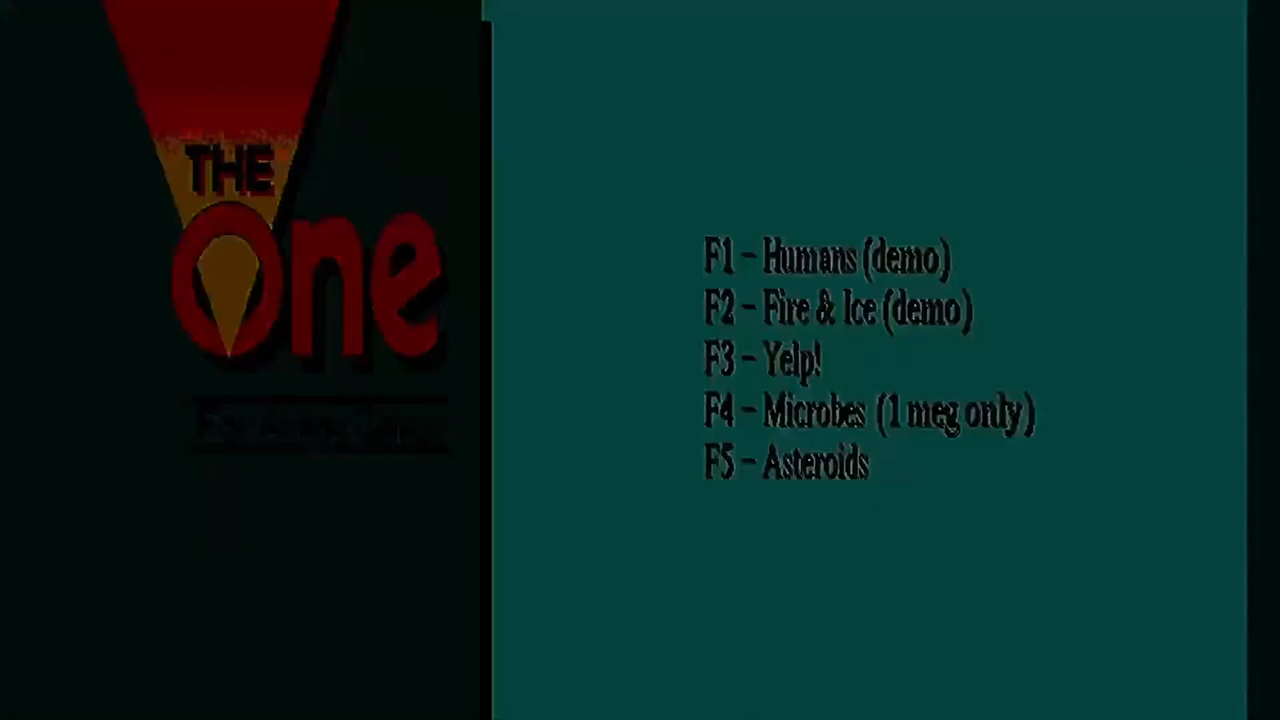 THE
One
F1 - Humans (demo)
F2 - Fire & Ice (demo)
F3 - Yelp!
F4 - Microbes (1 meg only)
F5 - Asteroids